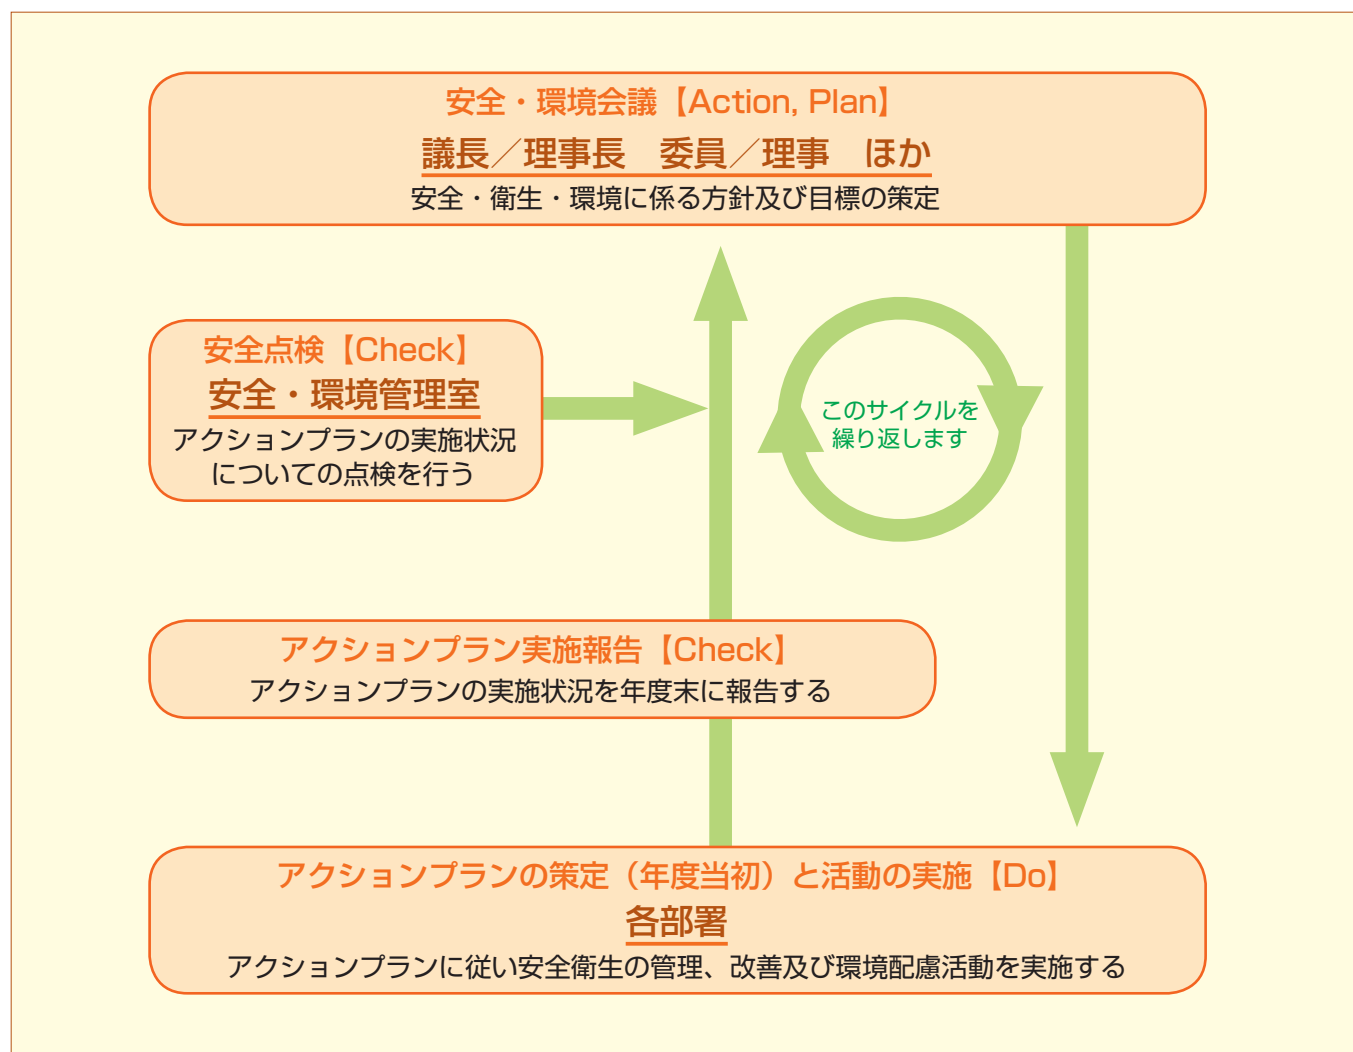 安全・環境会議【Action, Plan】
議長／理事長　委員／理事　ほか
安全・衛生・環境に係る方針及び目標の策定
安全点検【Check】
安全・環境管理室
アクションプランの実施状況
についての点検を行う
このサイクルを
繰り返します
アクションプラン実施報告【Check】
アクションプランの実施状況を年度末に報告する
アクションプランの策定（年度当初）と活動の実施【Do】
各部署
アクションプランに従い安全衛生の管理、改善及び環境配慮活動を実施する